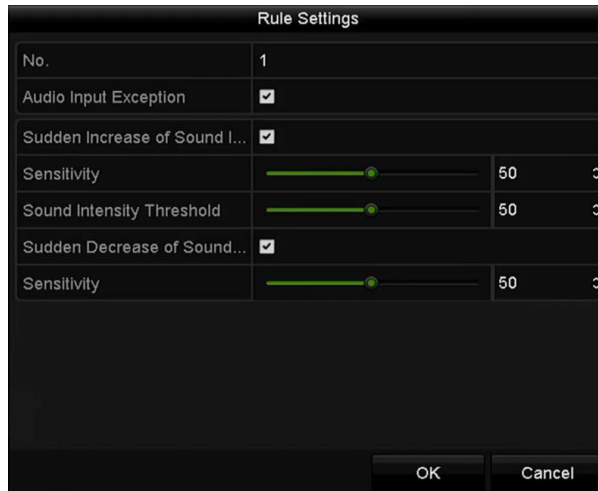 Rule Settings
No. 1
Audio Input Exception
Sudden Increase of Sound I...
Sensitivity 50
Sound Intensity Threshold 50
Sudden Decrease of Sound...
Sensitivity 50
OK Cancel